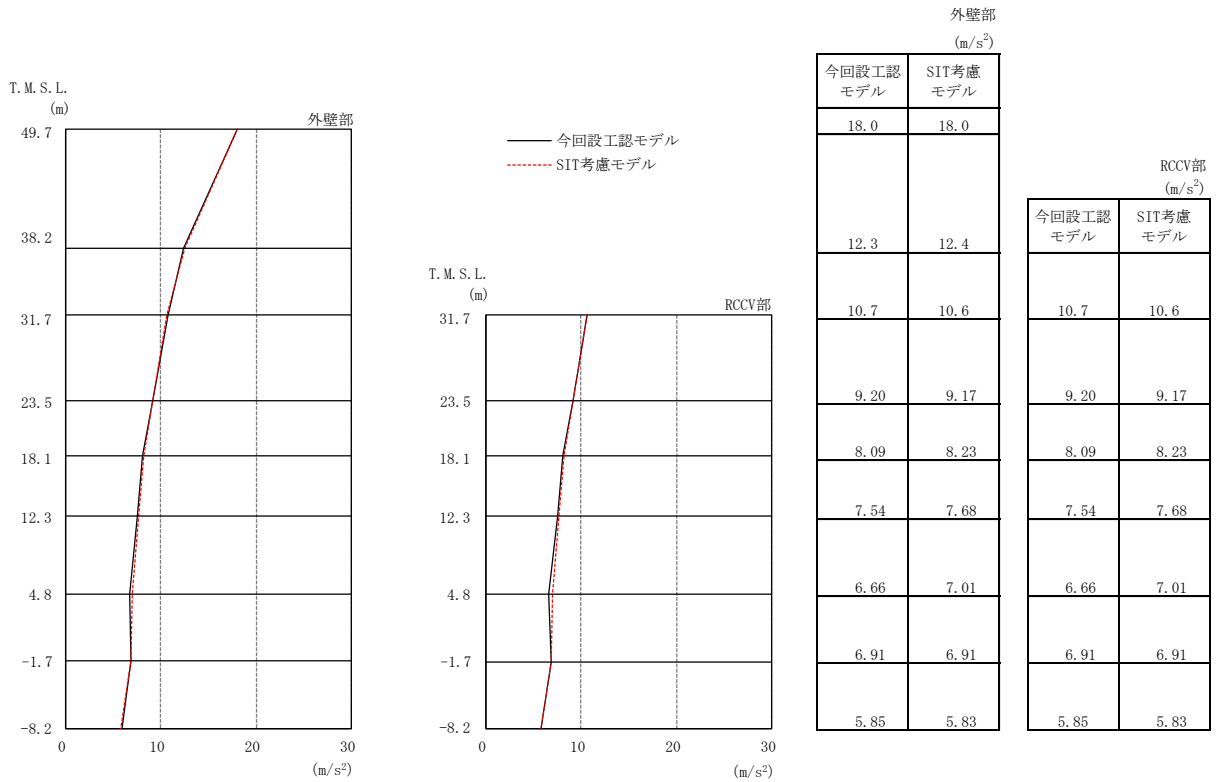 T.M.S.L.
(m)
外壁部
49.7
38.2
31.7
23.5
18.1
12.3
4.8
-1.7
-8.2
0
10
20
30
(m/s²)
今回設工認モデル
SIT考慮モデル
T.M.S.L.
(m)
RCCV部
31.7
23.5
18.1
12.3
4.8
-1.7
-8.2
0
10
20
30
(m/s²)
外壁部
(m/s²)
今回設工認 SIT考慮
モデル モデル
18.0 18.0
12.3 12.4
10.7 10.6
9.20 9.17
8.09 8.23
7.54 7.68
6.66 7.01
6.91 6.91
5.85 5.83
RCCV部
(m/s²)
今回設工認 SIT考慮
モデル モデル
10.7 10.6
9.20 9.17
8.09 8.23
7.54 7.68
6.66 7.01
6.91 6.91
5.85 5.83